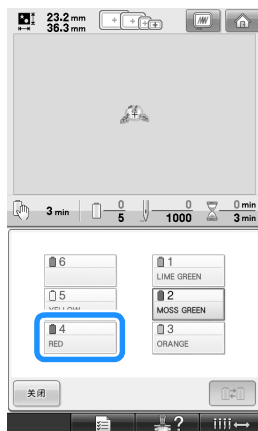 23.2 mm
36.3 mm
3 min 0 5 0 1000 0 min 3 min
6 1
LIME GREEN
5 2
YELLOW MOSS GREEN
4 3
RED ORANGE
关闭
?